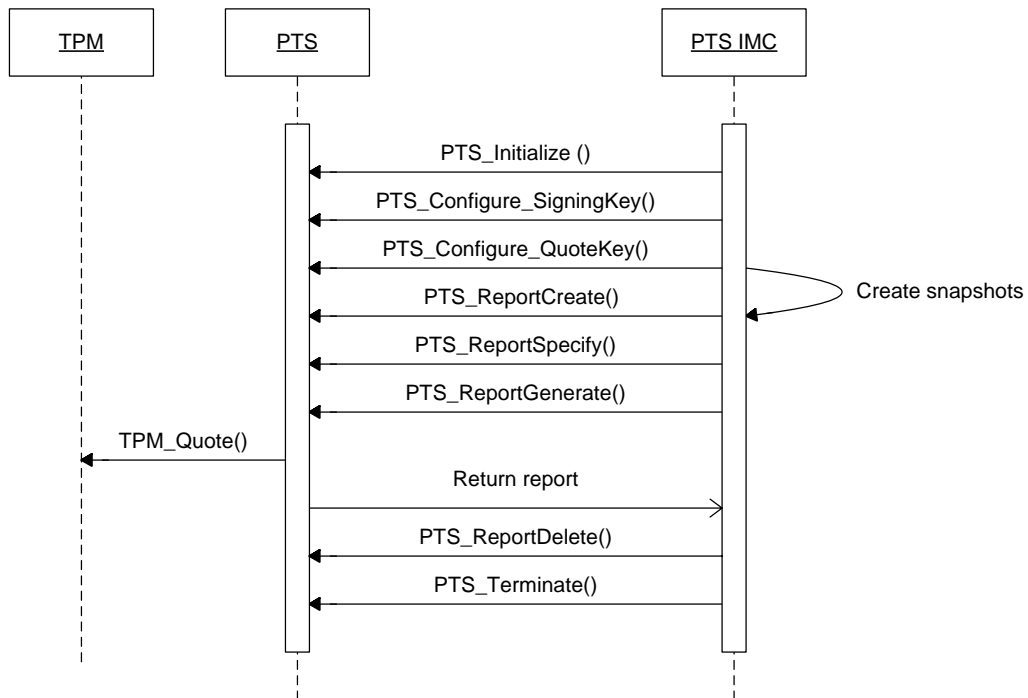 TPM
PTS
PTS IMC
PTS_Initialize ()
PTS_Configure_SigningKey()
PTS_Configure_QuoteKey()
Create snapshots
PTS_ReportCreate()
PTS_ReportSpecify()
PTS_ReportGenerate()
TPM_Quote()
Return report
PTS_ReportDelete()
PTS_Terminate()